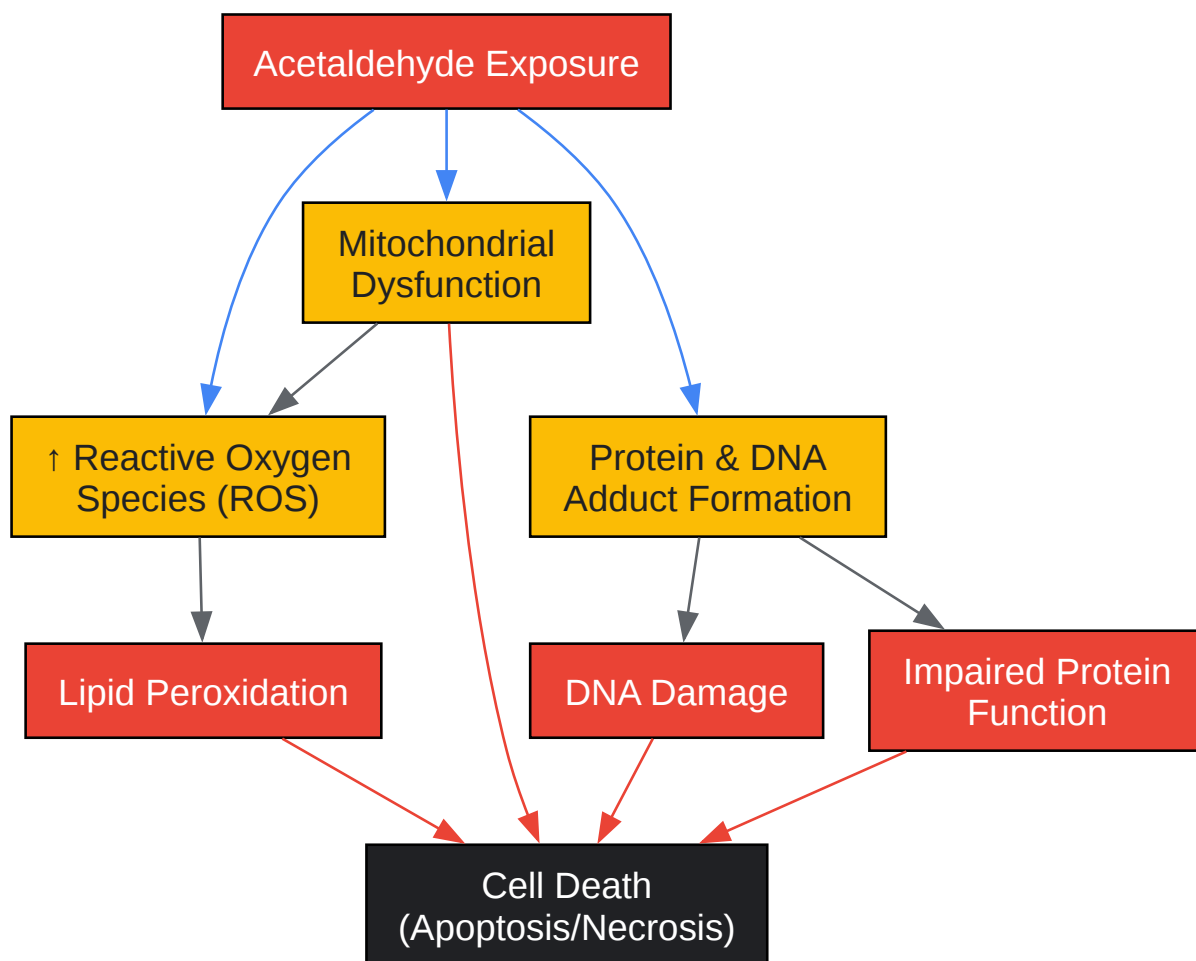 Acetaldehyde Exposure
Mitochondrial
Dysfunction
↑ Reactive Oxygen
Species (ROS)
Protein & DNA
Adduct Formation
Lipid Peroxidation
DNA Damage
Impaired Protein
Function
Cell Death
(Apoptosis/Necrosis)